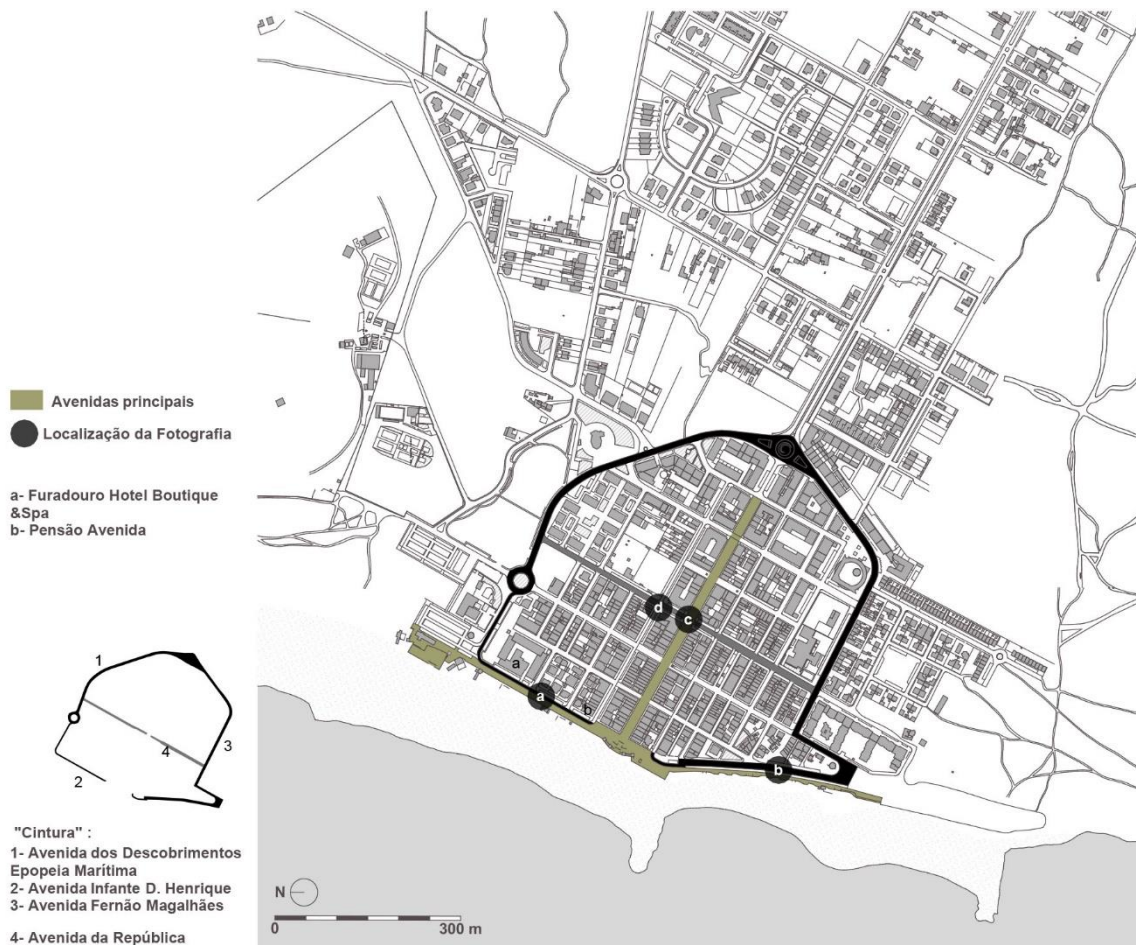 Avenidas principais
Localização da Fotografia
a- Furadouro Hotel Boutique
&Spa
b- Pensão Avenida
1
2
3
4
"Cintura" :
1- Avenida dos Descobrimentos
Epopeia Marítima
2- Avenida Infante D. Henrique
3- Avenida Fernão Magalhães
4- Avenida da República
d
c
a
a
b
b
N
0
300 m